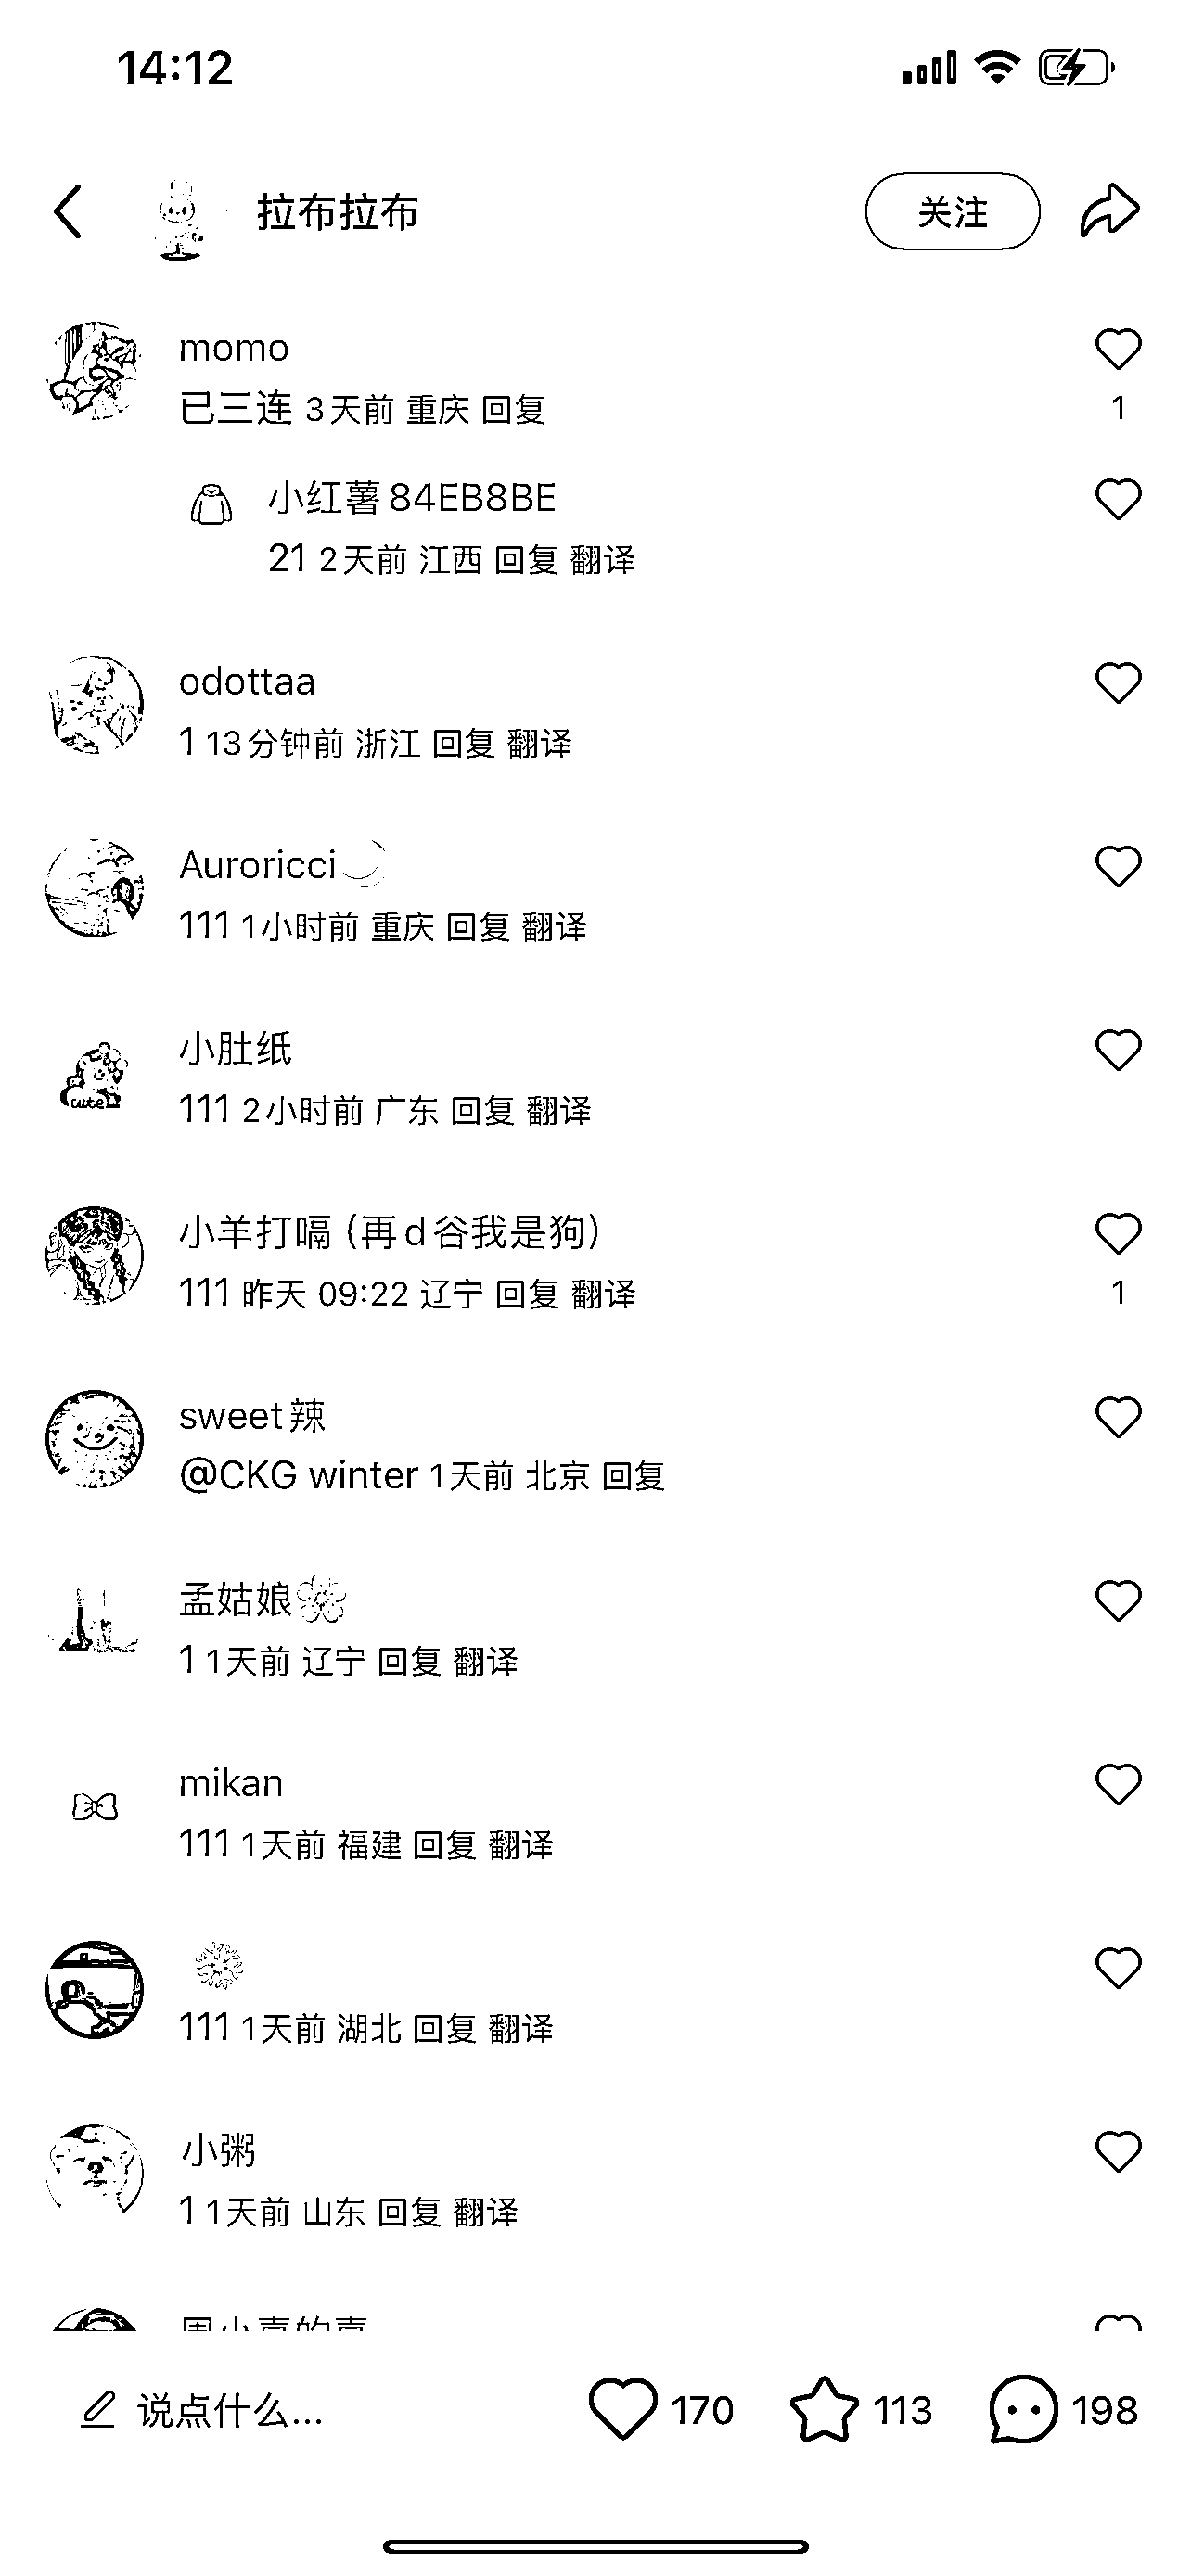 14:12
拉布拉布 关注
momo
已三连 3天前 重庆 回复
1
小红薯84EB8BE
21 2天前 江西 回复 翻译
odottaa
1 13分钟前 浙江 回复 翻译
Auroricci
111 1小时前 重庆 回复 翻译
小肚纸
cute
111 2小时前 广东 回复 翻译
小羊打嗝（再d谷我是狗）
111 昨天 09:22 辽宁 回复 翻译
1
sweet辣
@CKG winter 1天前 北京 回复
孟姑娘
1 1天前 辽宁 回复 翻译
mikan
111 1天前 福建 回复 翻译
111 1天前 湖北 回复 翻译
小粥
1 1天前 山东 回复 翻译
说点什么... 170 113 198